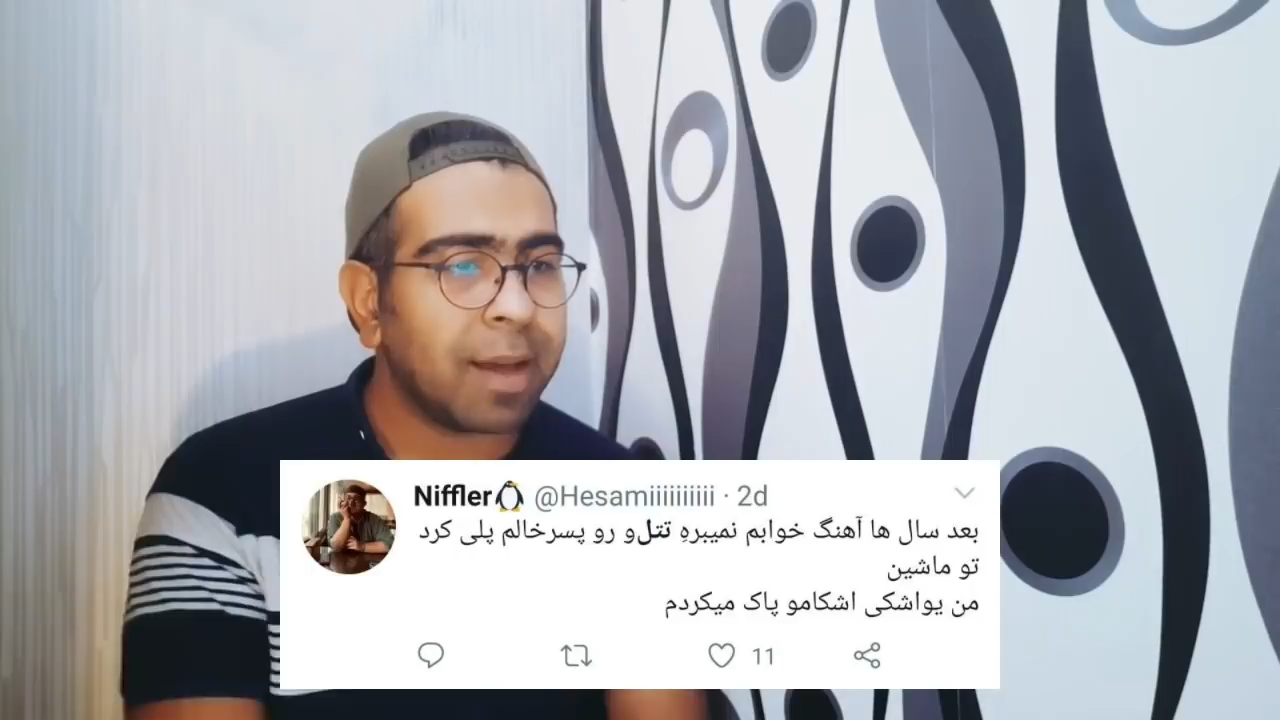 Niffler🐧 @Hesamiiiiiiiiii · 2d
بعد سال ها آهنگ خوابم نمیبرهِ تتلو رو پسرخالم پلی کرد
تو ماشین
من یواشکی اشکامو پاک میکردم
11